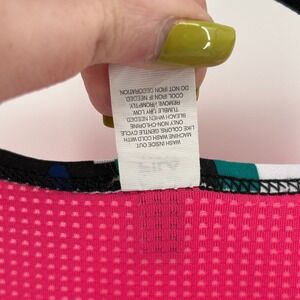 WASH INSIDE OUT
MACHINE WASH COLD WITH
LIKE COLORS, GENTLE CYCLE
ONLY NON-CHLORINE
BLEACH WHEN NEEDED
TUMBLE DRY LOW
REMOVE PROMPTLY.
COOL IRON IF NEEDED
DO NOT IRON DECORATION
FILA